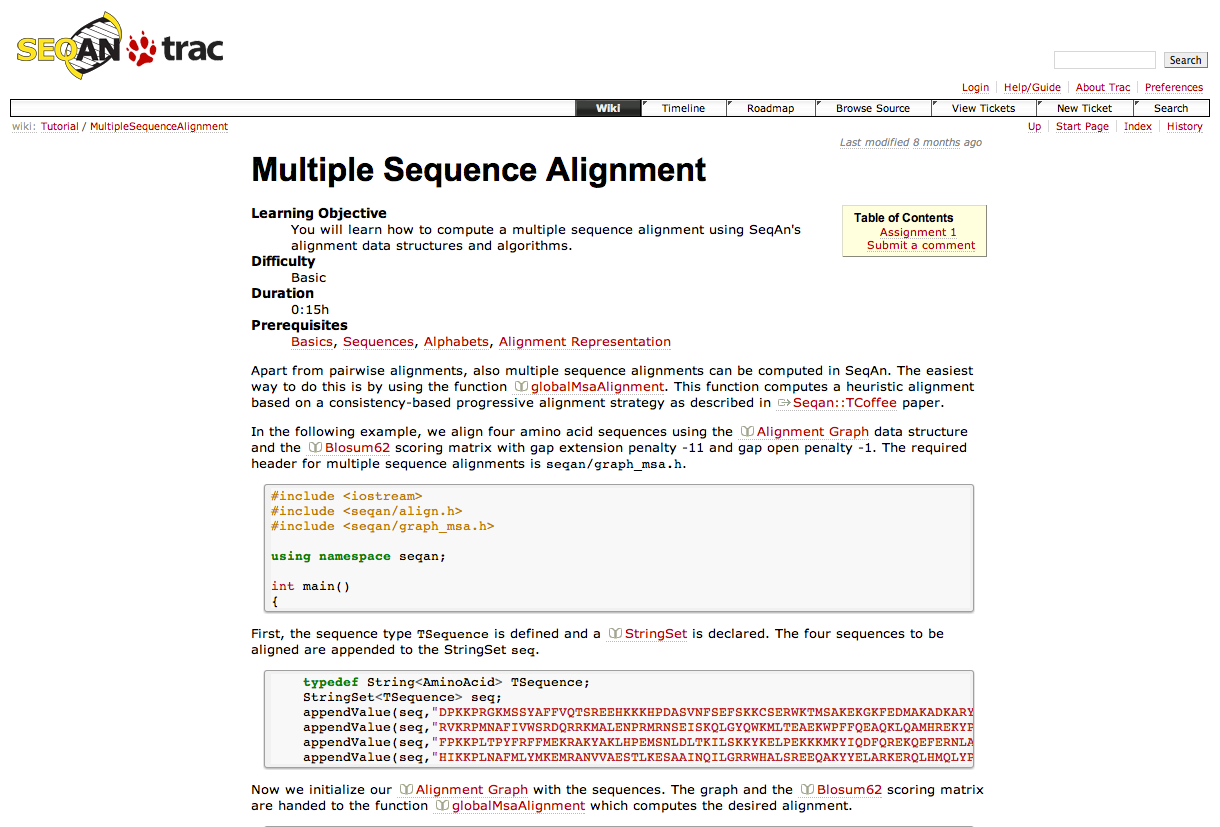 SEQAN trac
Search
Login Help/Guide About Trac Preferences
Wiki Timeline Roadmap Browse Source View Tickets New Ticket Search
wiki: Tutorial / MultipleSequenceAlignment
Up Start Page Index History
Last modified 8 months ago
Multiple Sequence Alignment
Table of Contents
Assignment 1
Submit a comment
Learning Objective
You will learn how to compute a multiple sequence alignment using SeqAn's
alignment data structures and algorithms.
Difficulty
Basic
Duration
0:15h
Prerequisites
Basics, Sequences, Alphabets, Alignment Representation
Apart from pairwise alignments, also multiple sequence alignments can be computed in SeqAn. The easiest
way to do this is by using the function globalMsaAlignment. This function computes a heuristic alignment
based on a consistency-based progressive alignment strategy as described in Seqan::TCoffee paper.
In the following example, we align four amino acid sequences using the Alignment Graph data structure
and the Blosum62 scoring matrix with gap extension penalty -11 and gap open penalty -1. The required
header for multiple sequence alignments is seqan/graph_msa.h.
#include <iostream>
#include <seqan/align.h>
#include <seqan/graph_msa.h>
using namespace seqan;
int main()
{
First, the sequence type TSequence is defined and a StringSet is declared. The four sequences to be
aligned are appended to the StringSet seq.
typedef String<AminoAcid> TSequence;
StringSet<TSequence> seq;
appendValue(seq,"DPKKPRGKMSSYAFFVQTSREEHKKKHPDASVNFSEFSKKCSERWKTMSAKEKGKFEDMAKADKARY
appendValue(seq,"RVKRPMNAFIVWSRDQRRKMALENPRMRNSEISKQLGYQWKMLTEAEKWPFFQEAQKLQAMHREKYP
appendValue(seq,"FPKKPLTPYFRFFMEKRAKYAKLHPEMSNLDLTKILSKKYKELPEKKKMKYIQDFQREKQEFERNLA
appendValue(seq,"HIKKPLNAFMLYMKEMRANVVAESTLKESAAINQILGRRWHALSREEQAKYYELARKERQLHMQLYP
Now we initialize our Alignment Graph with the sequences. The graph and the Blosum62 scoring matrix
are handed to the function globalMsaAlignment which computes the desired alignment.